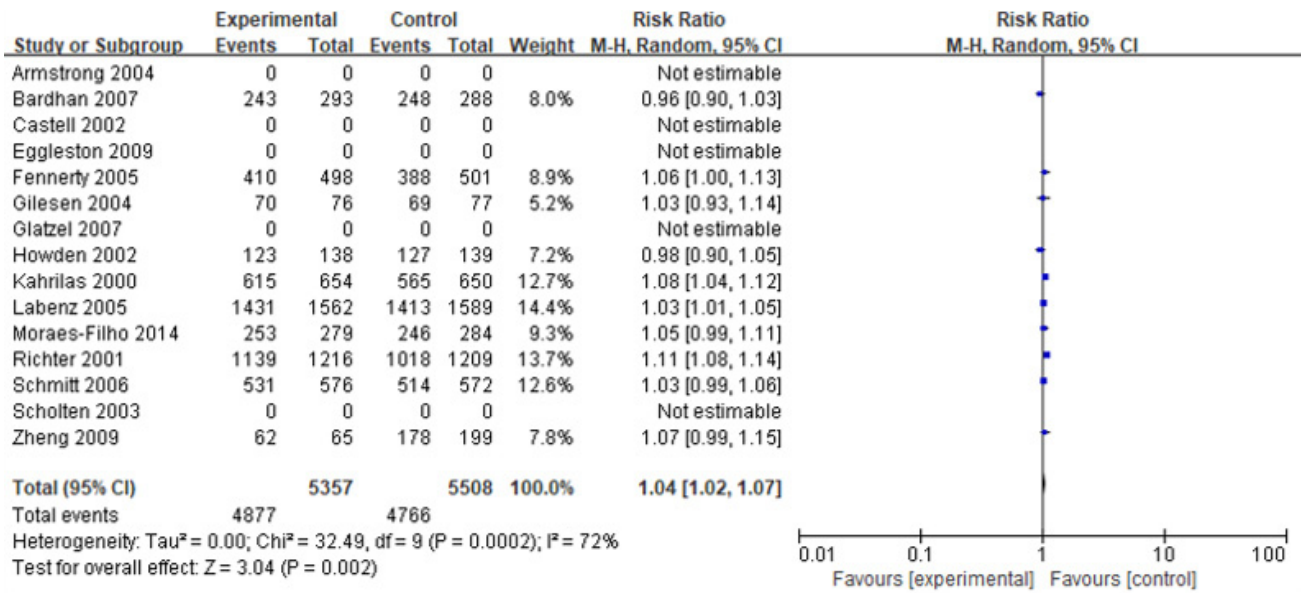 Experimental Control Risk Ratio Risk Ratio
Study or Subgroup Events Total Events Total Weight M-H, Random, 95% CI M-H, Random, 95% CI
Armstrong 2004 0 0 0 0 Not estimable
Bardhan 2007 243 293 248 288 8.0% 0.96 [0.90, 1.03]
Castell 2002 0 0 0 0 Not estimable
Eggleston 2009 0 0 0 0 Not estimable
Fennerty 2005 410 498 388 501 8.9% 1.06 [1.00, 1.13]
Gilesen 2004 70 76 69 77 5.2% 1.03 [0.93, 1.14]
Glatzel 2007 0 0 0 0 Not estimable
Howden 2002 123 138 127 139 7.2% 0.98 [0.90, 1.05]
Kahrilas 2000 615 654 565 650 12.7% 1.08 [1.04, 1.12]
Labenz 2005 1431 1562 1413 1589 14.4% 1.03 [1.01, 1.05]
Moraes-Filho 2014 253 279 246 284 9.3% 1.05 [0.99, 1.11]
Richter 2001 1139 1216 1018 1209 13.7% 1.11 [1.08, 1.14]
Schmitt 2006 531 576 514 572 12.6% 1.03 [0.99, 1.06]
Scholten 2003 0 0 0 0 Not estimable
Zheng 2009 62 65 178 199 7.8% 1.07 [0.99, 1.15]
Total (95% CI) 5357 5508 100.0% 1.04 [1.02, 1.07]
Total events 4877 4766
Heterogeneity: Tau² = 0.00; Chi² = 32.49, df = 9 (P = 0.0002); I² = 72%
Test for overall effect: Z = 3.04 (P = 0.002)
0.01 0.1 1 10 100
Favours [experimental] Favours [control]